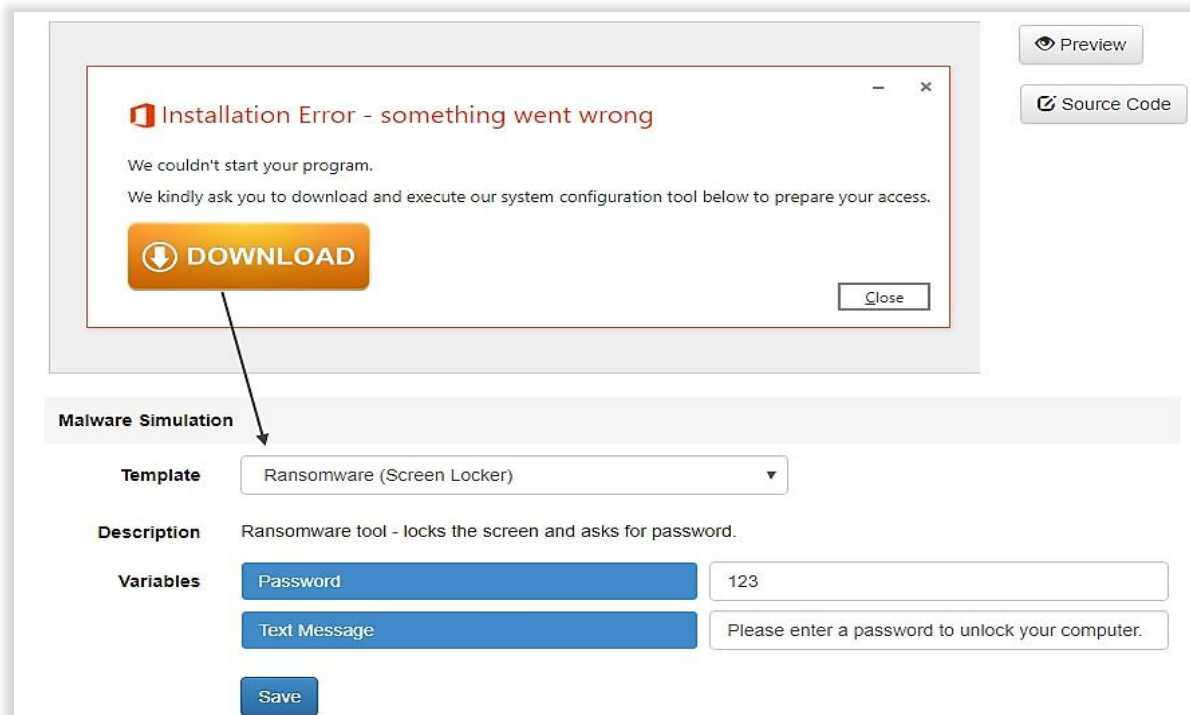 Preview
Source Code
Installation Error - something went wrong
We couldn't start your program.
We kindly ask you to download and execute our system configuration tool below to prepare your access.
DOWNLOAD
Close
Malware Simulation
Template Ransomware (Screen Locker)
Description Ransomware tool - locks the screen and asks for password.
Variables Password 123
Text Message Please enter a password to unlock your computer.
Save